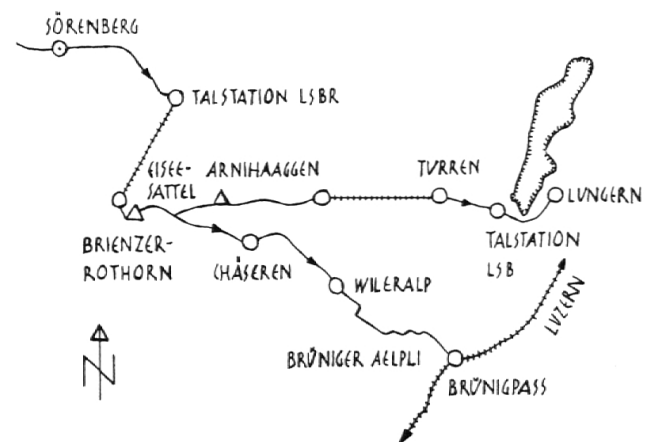 SÖRENBERG
TALSTATION LSBR
EISEE-
SATTEL
ARNIHAAGGEN
TURREN
LUNGERN
BRIENZER-
ROTHORN
CHÄSEREN
TALSTATION
LSB
WILERALP
LUZERN
BRÜNIGER AELPLI
BRÜNIGPASS
N